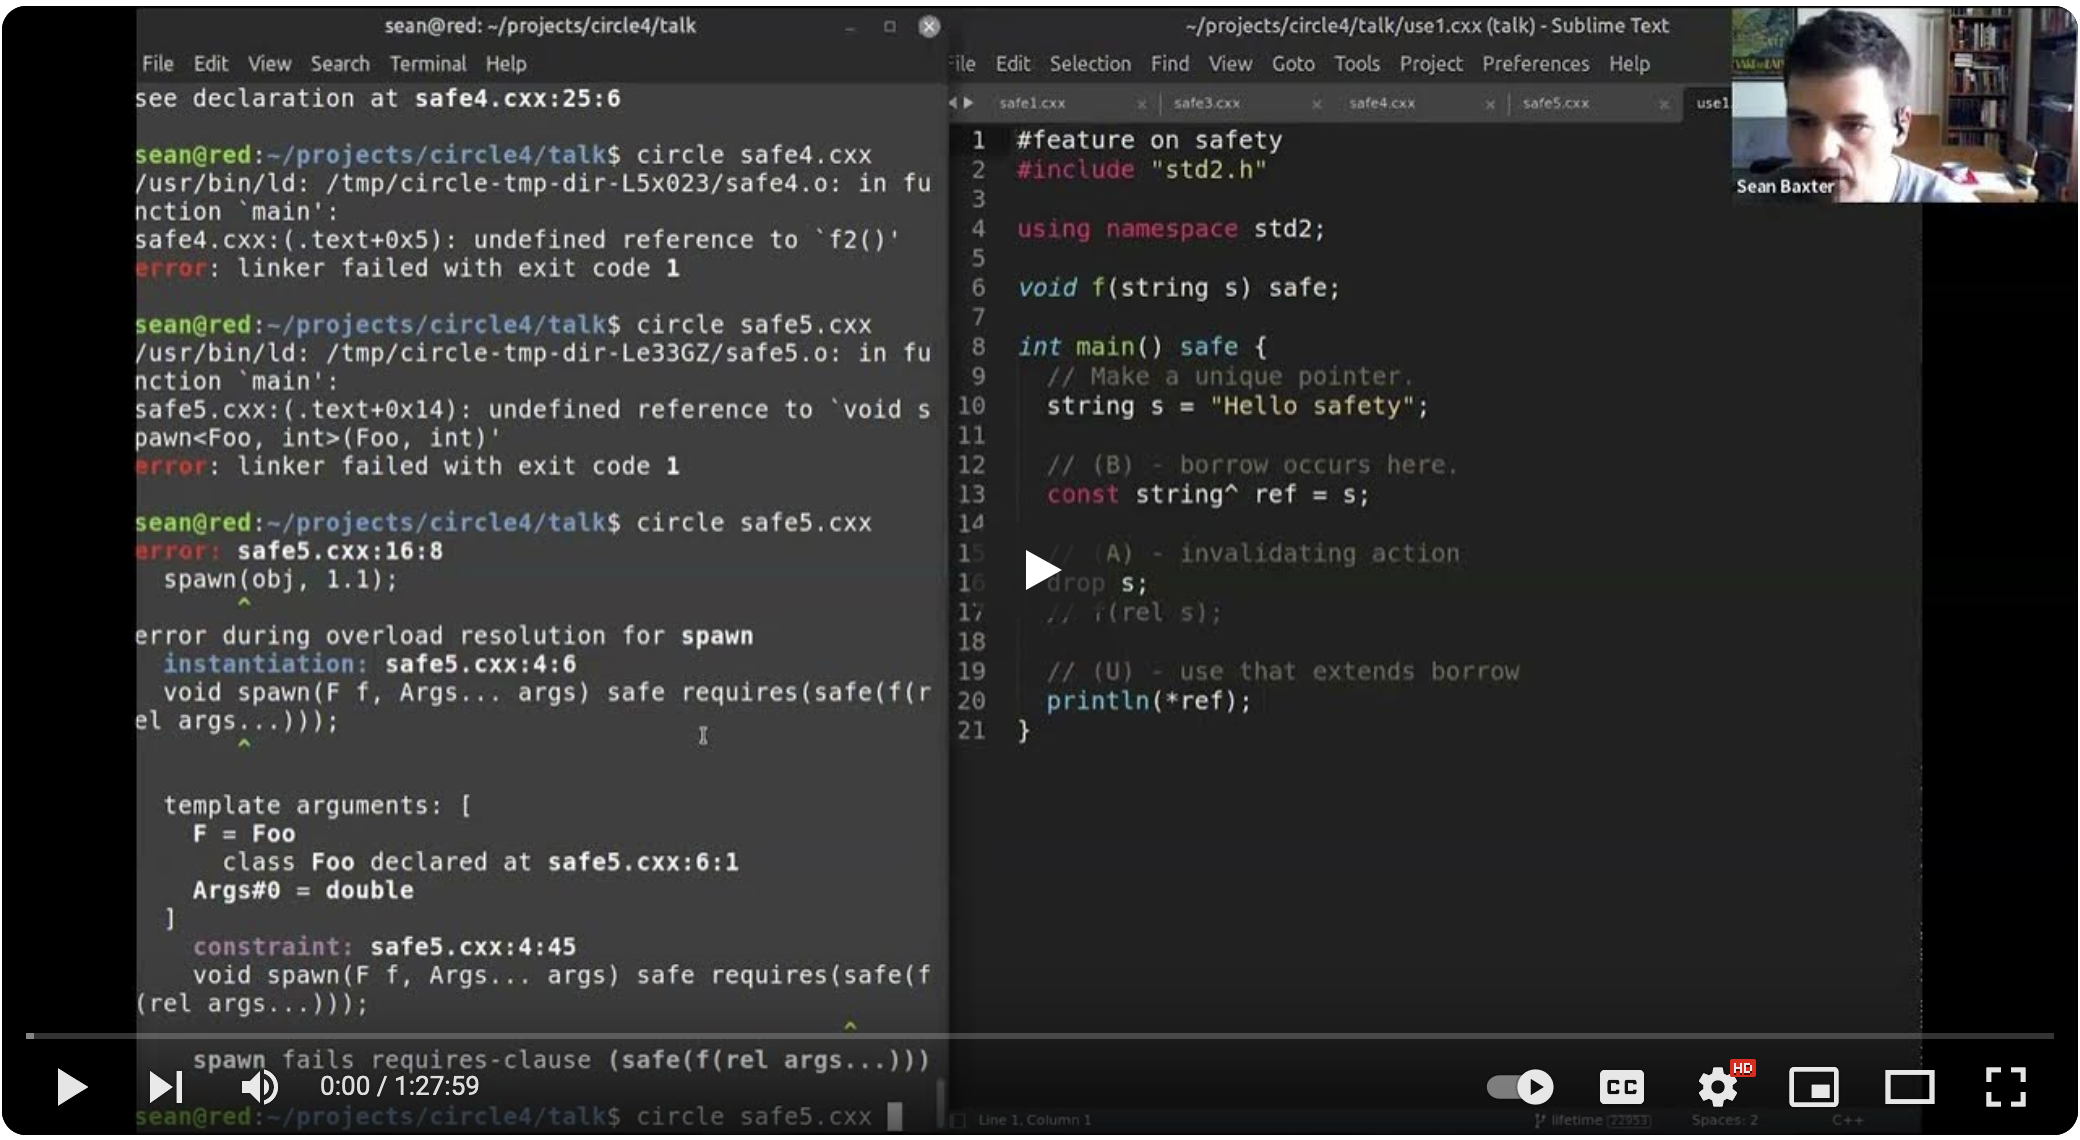 sean@red: ~/projects/circle4/talk
File Edit View Search Terminal Help
see declaration at safe4.cxx:25:6
sean@red:~/projects/circle4/talk$ circle safe4.cxx
/usr/bin/ld: /tmp/circle-tmp-dir-L5x023/safe4.o: in fu
nction `main':
safe4.cxx:(.text+0x5): undefined reference to `f2()'
error: linker failed with exit code 1
sean@red:~/projects/circle4/talk$ circle safe5.cxx
/usr/bin/ld: /tmp/circle-tmp-dir-Le33GZ/safe5.o: in fu
nction `main':
safe5.cxx:(.text+0x14): undefined reference to `void s
pawn<Foo, int>(Foo, int)'
error: linker failed with exit code 1
sean@red:~/projects/circle4/talk$ circle safe5.cxx
error: safe5.cxx:16:8
spawn(obj, 1.1);
^
error during overload resolution for spawn
instantiation: safe5.cxx:4:6
void spawn(F f, Args... args) safe requires(safe(f(r
el args...)));
^
template arguments: [
F = Foo
class Foo declared at safe5.cxx:6:1
Args#0 = double
]
constraint: safe5.cxx:4:45
void spawn(F f, Args... args) safe requires(safe(f
(rel args...)));
^
spawn fails requires-clause (safe(f(rel args...)))
sean@red:~/projects/circle4/talk$ circle safe5.cxx
~/projects/circle4/talk/use1.cxx (talk) - Sublime Text
File Edit Selection Find View Goto Tools Project Preferences Help
safe1.cxx safe3.cxx safe4.cxx safe5.cxx use1.
1 #feature on safety
2 #include "std2.h"
3
4 using namespace std2;
5
6 void f(string s) safe;
7
8 int main() safe {
9 // Make a unique pointer.
10 string s = "Hello safety";
11
12 // (B) - borrow occurs here.
13 const string^ ref = s;
14
15 // (A) - invalidating action
16 drop s;
17 // f(rel s);
18
19 // (U) - use that extends borrow
20 println(*ref);
21 }
Sean Baxter
Line 1, Column 1
lifetime 22953 Spaces: 2 C++
0:00 / 1:27:59
CC
HD